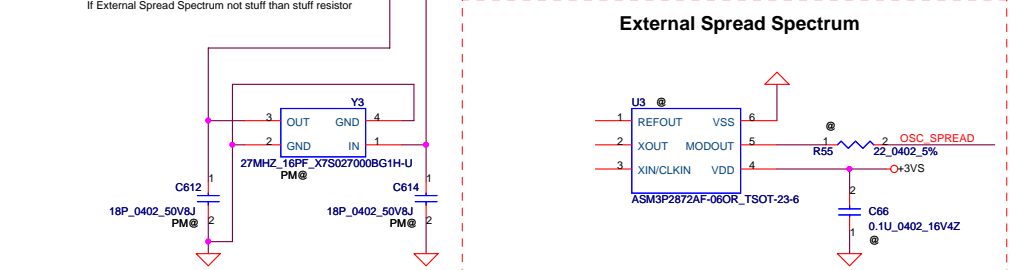 If External Spread Spectrum not stuff than stuff resistor
External Spread Spectrum
Y3
3 OUT GND 4
2 GND IN 1
27MHZ_16PF_X7S027000BG1H-U
PM@
C612
1
18P_0402_50V8J
2
PM@
C614
1
18P_0402_50V8J
2
PM@
U3 @
1 REFOUT VSS 6
2 XOUT MODOUT 5
3 XIN/CLKIN VDD 4
ASM3P2872AF-06OR_TSOT-23-6
@
1 2 OSC_SPREAD
R55 22_0402_5%
+3VS
2
C66
0.1U_0402_16V4Z
1
@